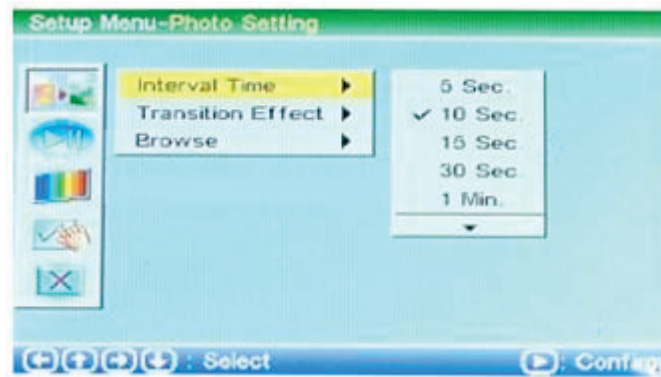 Setup Menu-Photo Setting
Interval Time
Transition Effect
Browse
5 Sec.
✓ 10 Sec.
15 Sec.
30 Sec.
1 Min.
: Select
: Config